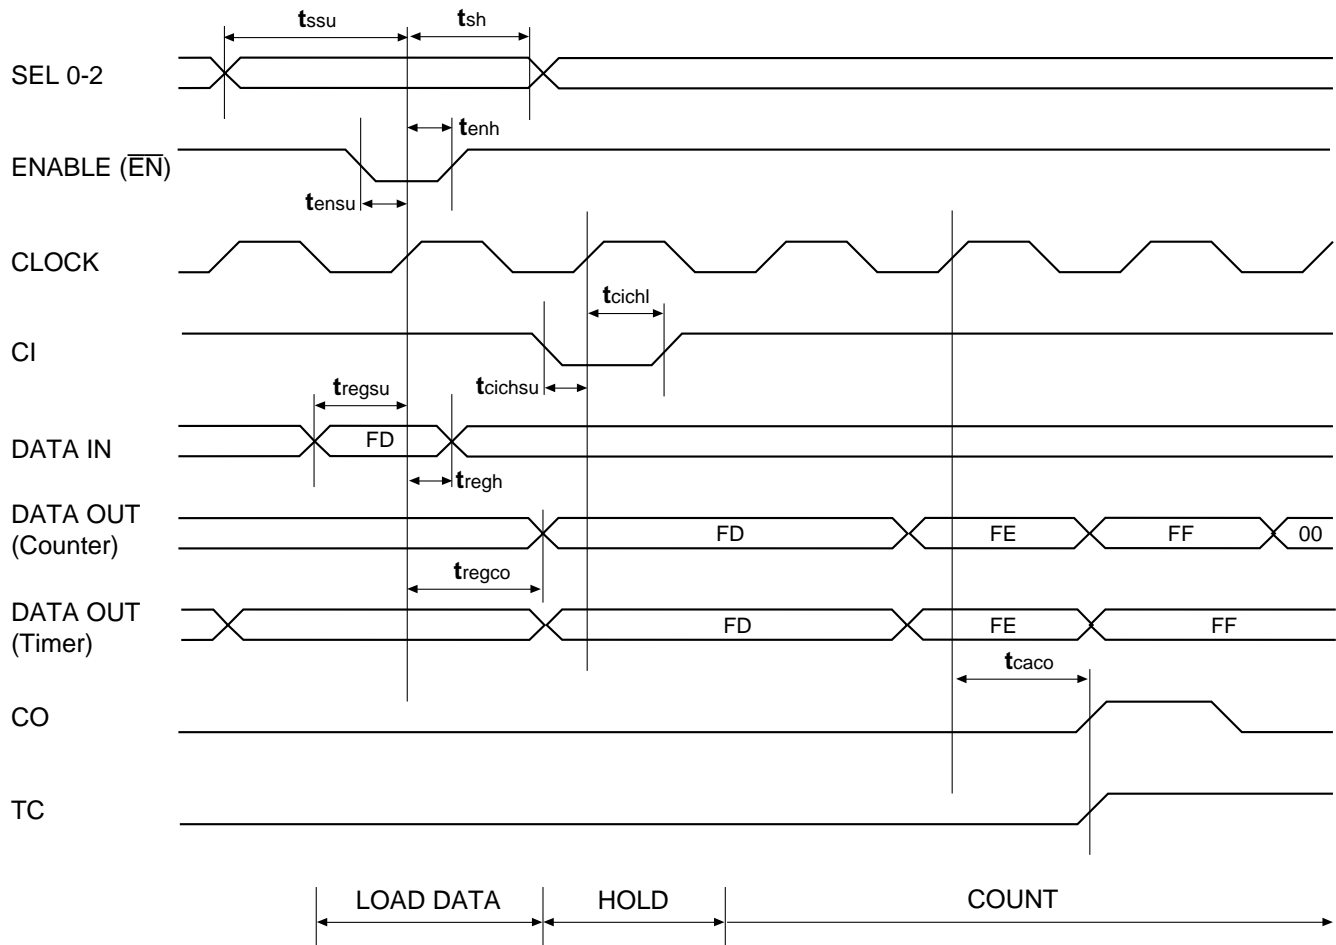 tssu
tsh
SEL 0-2
tenh
ENABLE (E̅N̅)
tensu
CLOCK
tcichl
CI
tregsu
tcichsu
DATA IN
FD
tregh
DATA OUT
(Counter)
FD
FE
FF
00
tregco
DATA OUT
(Timer)
FD
FE
FF
tcaco
CO
TC
LOAD DATA
HOLD
COUNT